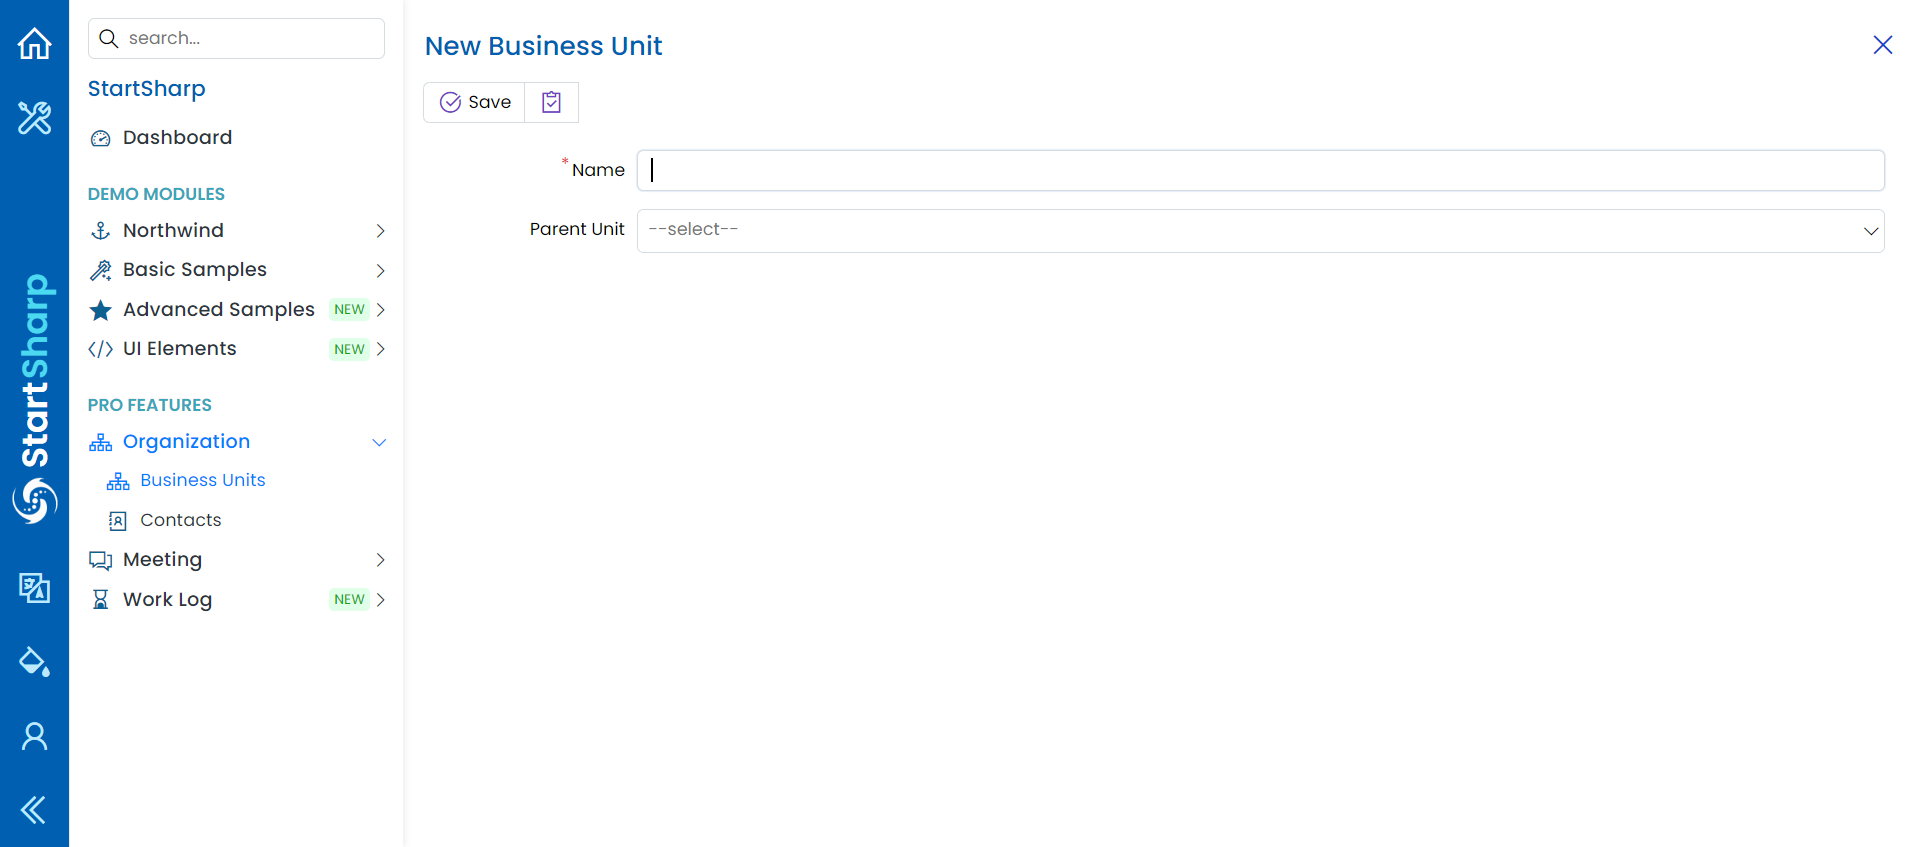 search...
StartSharp
Dashboard
DEMO MODULES
Northwind
Basic Samples
Advanced Samples NEW
UI Elements NEW
PRO FEATURES
Organization
Business Units
Contacts
Meeting
Work Log NEW
StartSharp
New Business Unit
Save
* Name
Parent Unit --select--